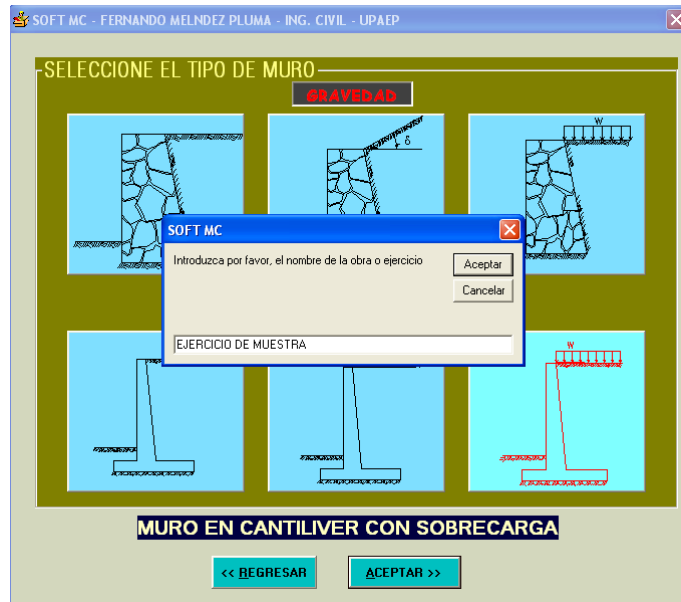 SOFT MC - FERNANDO MELNDEZ PLUMA - ING. CIVIL - UPAEP
SELECCIONE EL TIPO DE MURO
GRAVEDAD
δ
W
SOFT MC
Introduzca por favor, el nombre de la obra o ejercicio
Aceptar
Cancelar
EJERCICIO DE MUESTRA
W
MURO EN CANTILIVER CON SOBRECARGA
<< REGRESAR
ACEPTAR >>